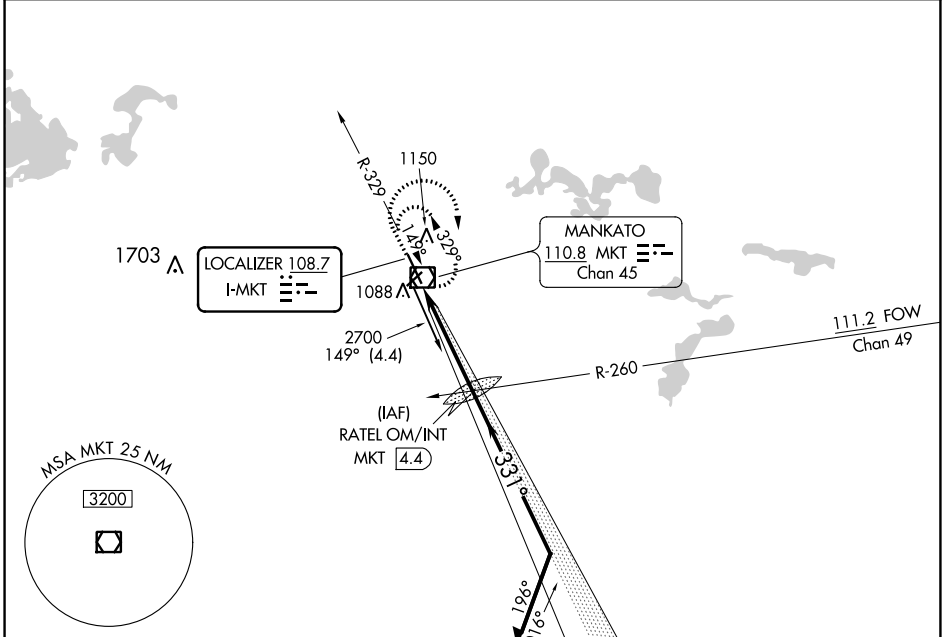 1150
R-329
149°
329°
1703
LOCALIZER 108.7
I-MKT
MANKATO
110.8 MKT
Chan 45
1088
2700
149° (4.4)
111.2 FOW
Chan 49
R-260
(IAF)
RATEL OM/INT
MKT 4.4
331°
MSA MKT 25 NM
3200
196°